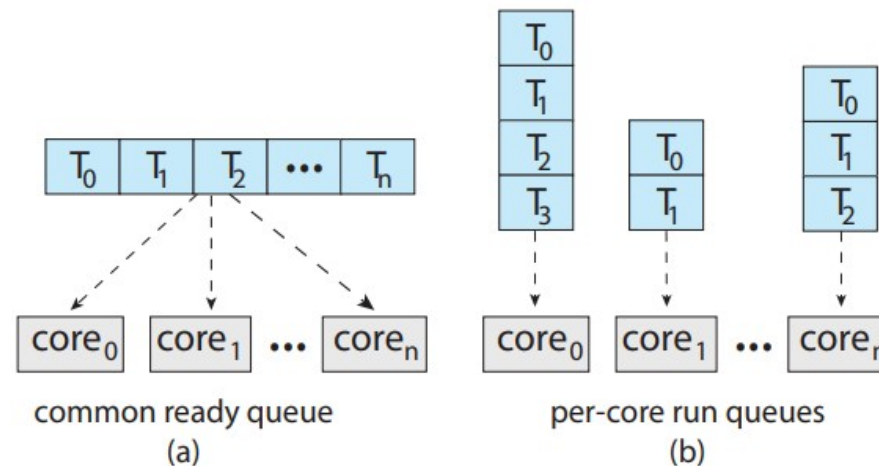 T0 T1 T2 ••• Tn
core0 core1 ••• coren
common ready queue
(a)
T0
T1
T2
T3
T0
T1
T0
T1
T2
core0 core1 ••• coren
per-core run queues
(b)